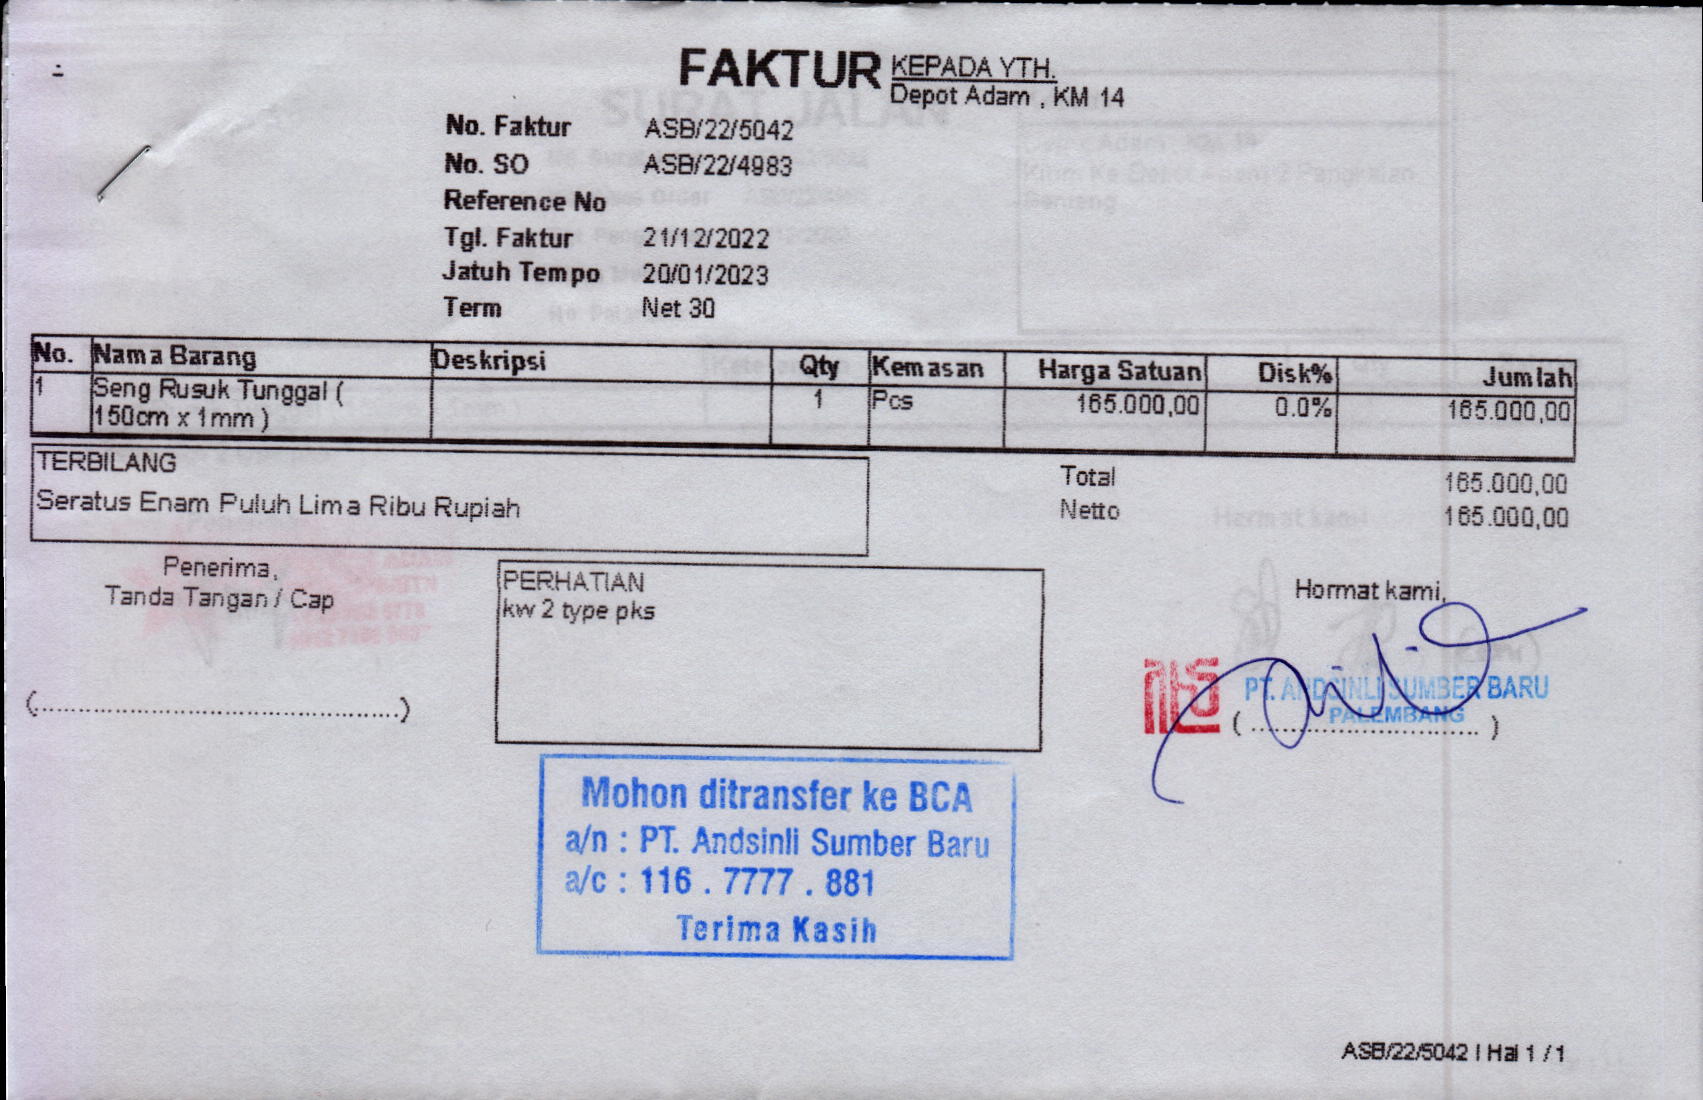 FAKTUR
KEPADA YTH.
Depot Adam , KM 14
No. Faktur ASB/22/5042
No. SO ASB/22/4983
Reference No
Tgl. Faktur 21/12/2022
Jatuh Tempo 20/01/2023
Term Net 30
No. Nama Barang Deskripsi Qty Kemasan Harga Satuan Disk% Jumlah
1 Seng Rusuk Tunggal ( 1 Pcs 165.000,00 0.0% 165.000,00
150cm x 1mm )
TERBILANG
Seratus Enam Puluh Lima Ribu Rupiah
Total 165.000,00
Netto 165.000,00
Penerima,
Tanda Tangan / Cap
(..........................................)
PERHATIAN
kw 2 type pks
Hormat kami,
PT. ANDSINLI SUMBER BARU
PALEMBANG
( .............................. )
Mohon ditransfer ke BCA
a/n : PT. Andsinli Sumber Baru
a/c : 116 . 7777 . 881
Terima Kasih
ASB/22/5042 | Hal 1 / 1